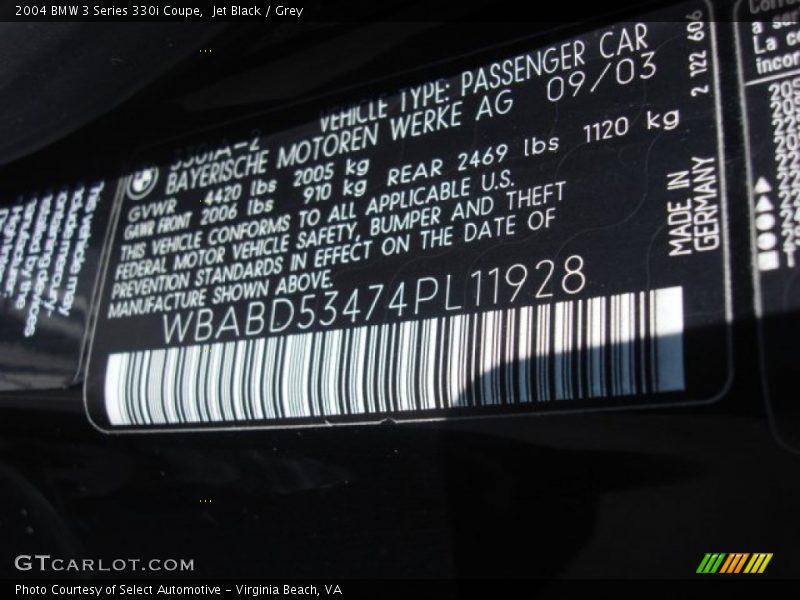 2004 BMW 3 Series 330i Coupe, Jet Black / Grey
VEHICLE TYPE: PASSENGER CAR
BAYERISCHE MOTOREN WERKE AG 09/03
GVWR 4420 lbs 2005 kg
GAWR FRONT 2006 lbs 910 kg REAR 2469 lbs 1120 kg
THIS VEHICLE CONFORMS TO ALL APPLICABLE U.S.
FEDERAL MOTOR VEHICLE SAFETY, BUMPER AND THEFT
PREVENTION STANDARDS IN EFFECT ON THE DATE OF
MANUFACTURE SHOWN ABOVE.
WBABD53474PL11928
MADE IN
GERMANY
2 122 606
This vehicle may
GTCARLOT.COM
Photo Courtesy of Select Automotive - Virginia Beach, VA